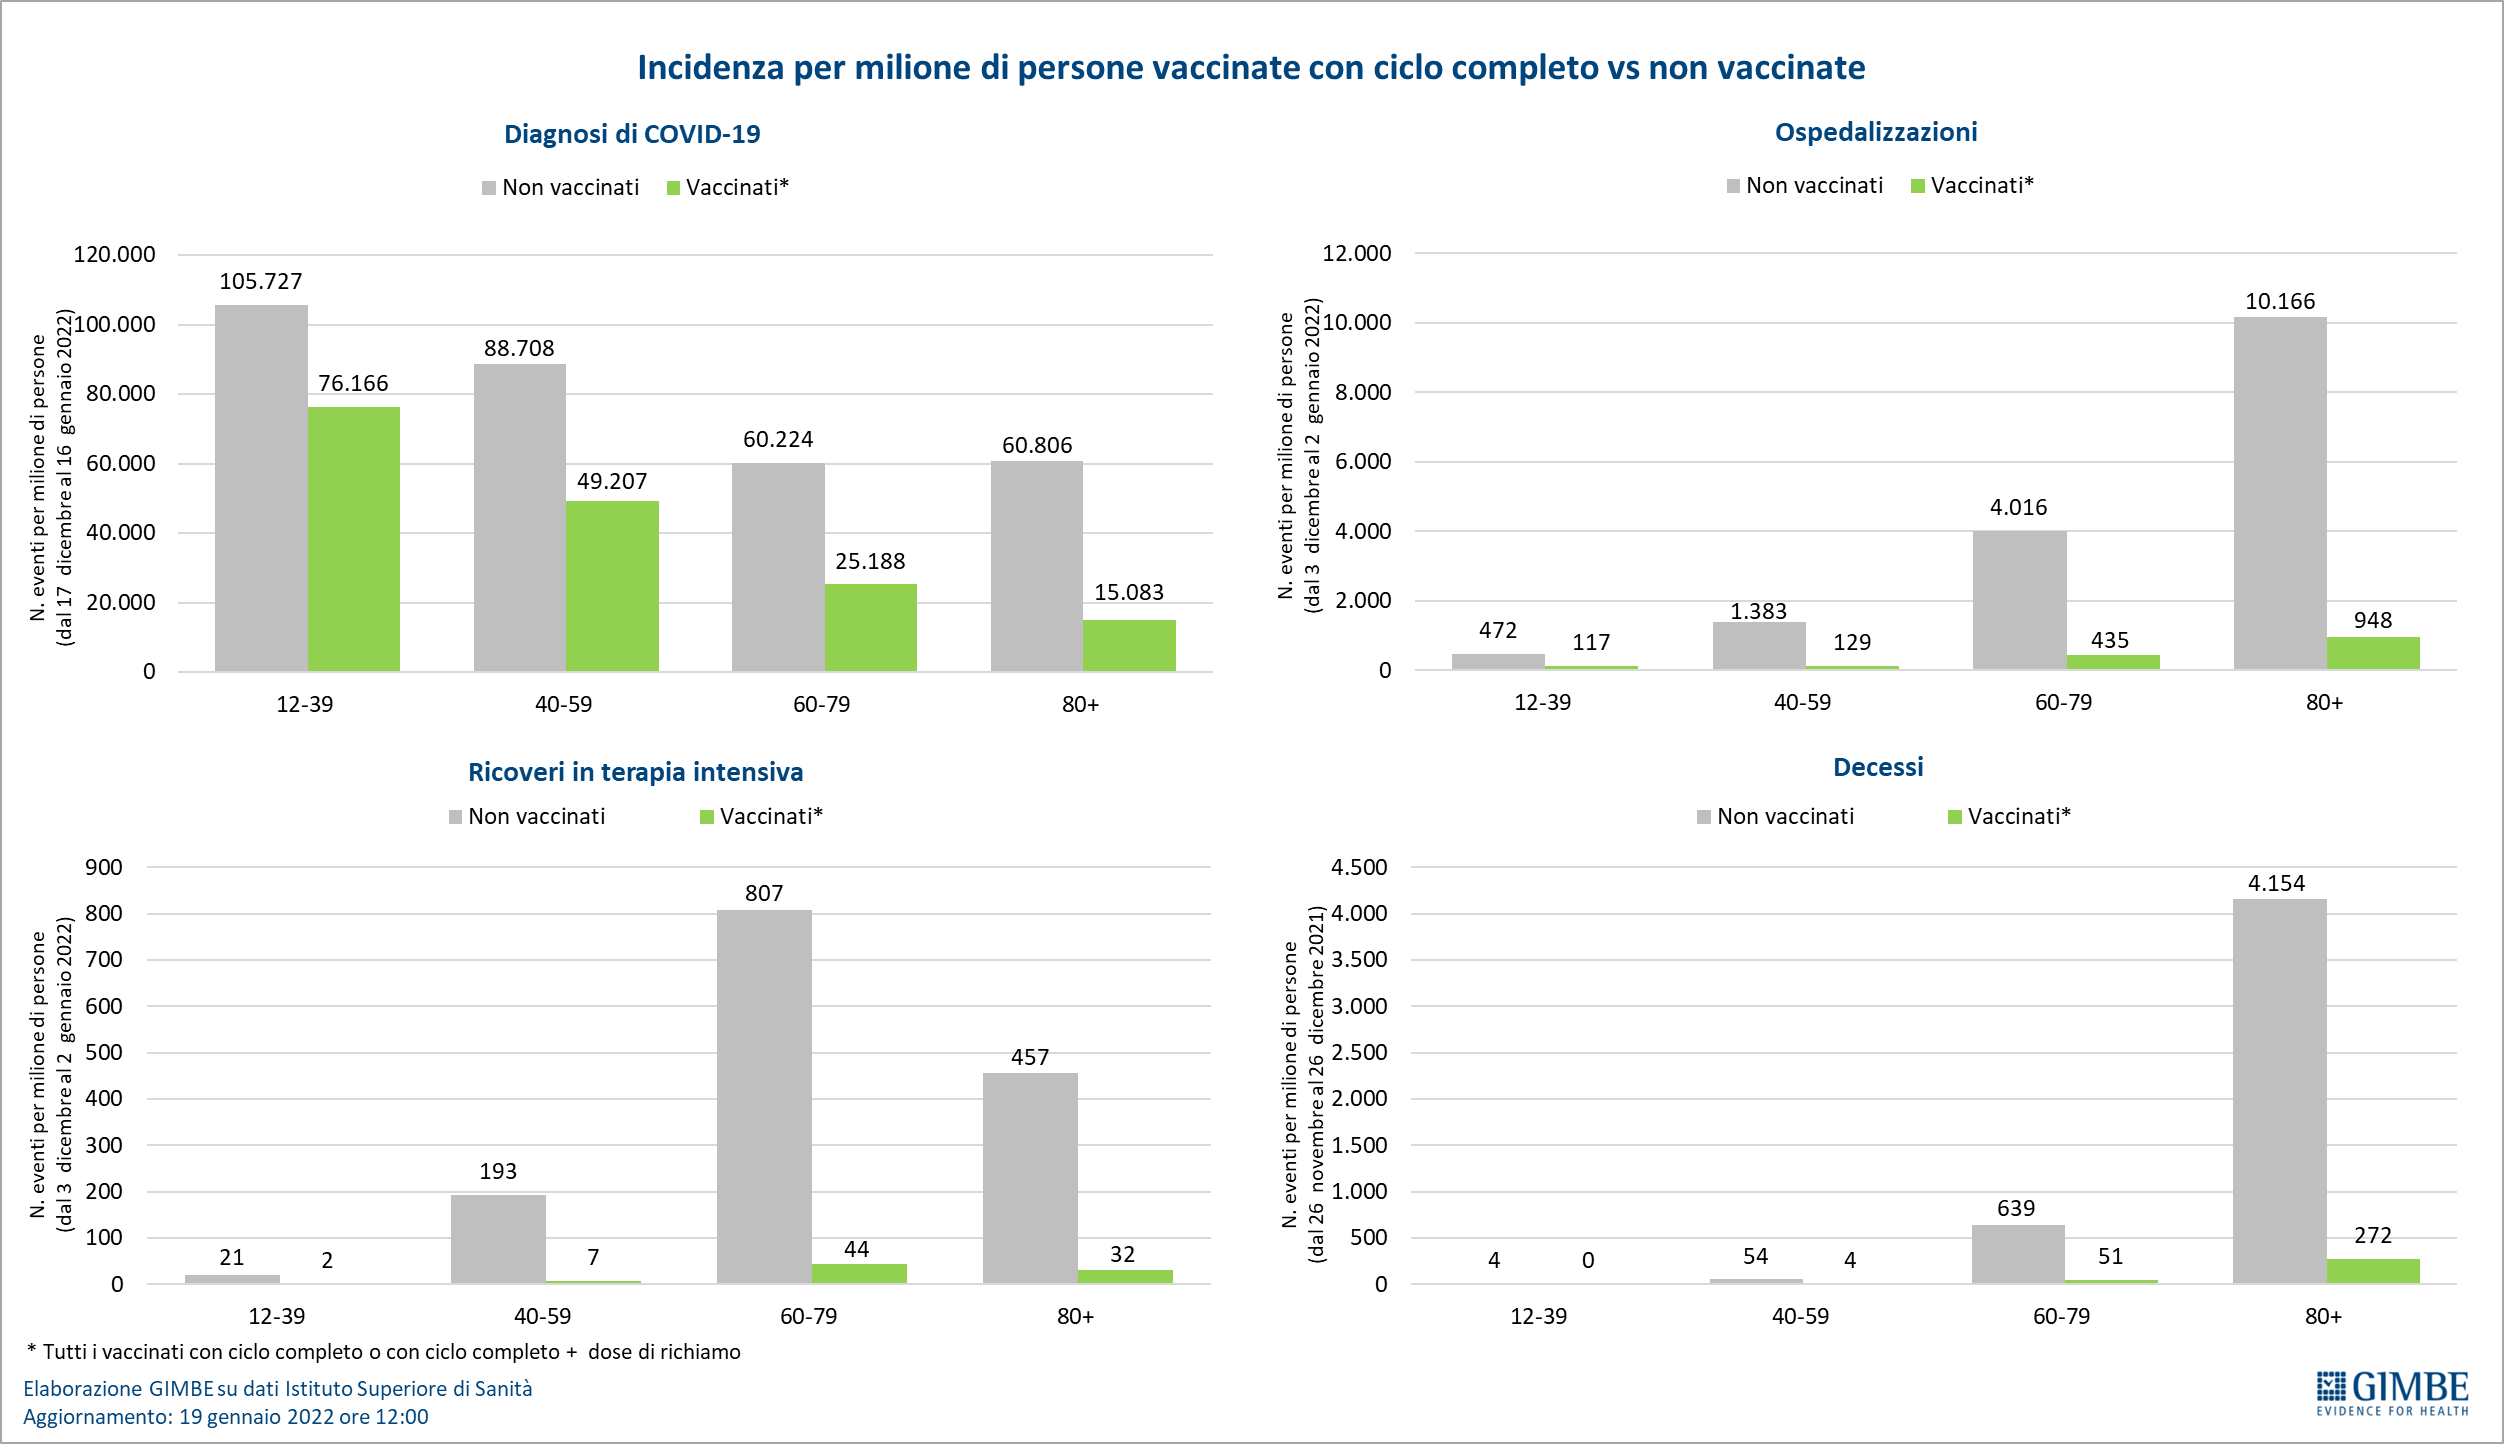 Incidenza per milione di persone vaccinate con ciclo completo vs non vaccinate
Diagnosi di COVID-19
Non vaccinati Vaccinati*
N. eventi per milione di persone
(dal 17 dicembre al 16 gennaio 2022)
120.000
100.000
80.000
60.000
40.000
20.000
0
105.727
76.166
88.708
49.207
60.224
25.188
60.806
15.083
12-39 40-59 60-79 80+
Ospedalizzazioni
Non vaccinati Vaccinati*
N. eventi per milione di persone
(dal 3 dicembre al 2 gennaio 2022)
12.000
10.000
8.000
6.000
4.000
2.000
0
472
117
1.383
129
4.016
435
10.166
948
12-39 40-59 60-79 80+
Ricoveri in terapia intensiva
Non vaccinati Vaccinati*
N. eventi per milione di persone
(dal 3 dicembre al 2 gennaio 2022)
900
800
700
600
500
400
300
200
100
0
21
2
193
7
807
44
457
32
12-39 40-59 60-79 80+
Decessi
Non vaccinati Vaccinati*
N. eventi per milione di persone
(dal 26 novembre al 26 dicembre 2021)
4.500
4.000
3.500
3.000
2.500
2.000
1.500
1.000
500
0
4
0
54
4
639
51
4.154
272
12-39 40-59 60-79 80+
* Tutti i vaccinati con ciclo completo o con ciclo completo + dose di richiamo
Elaborazione GIMBE su dati Istituto Superiore di Sanità
Aggiornamento: 19 gennaio 2022 ore 12:00
GIMBE
EVIDENCE FOR HEALTH